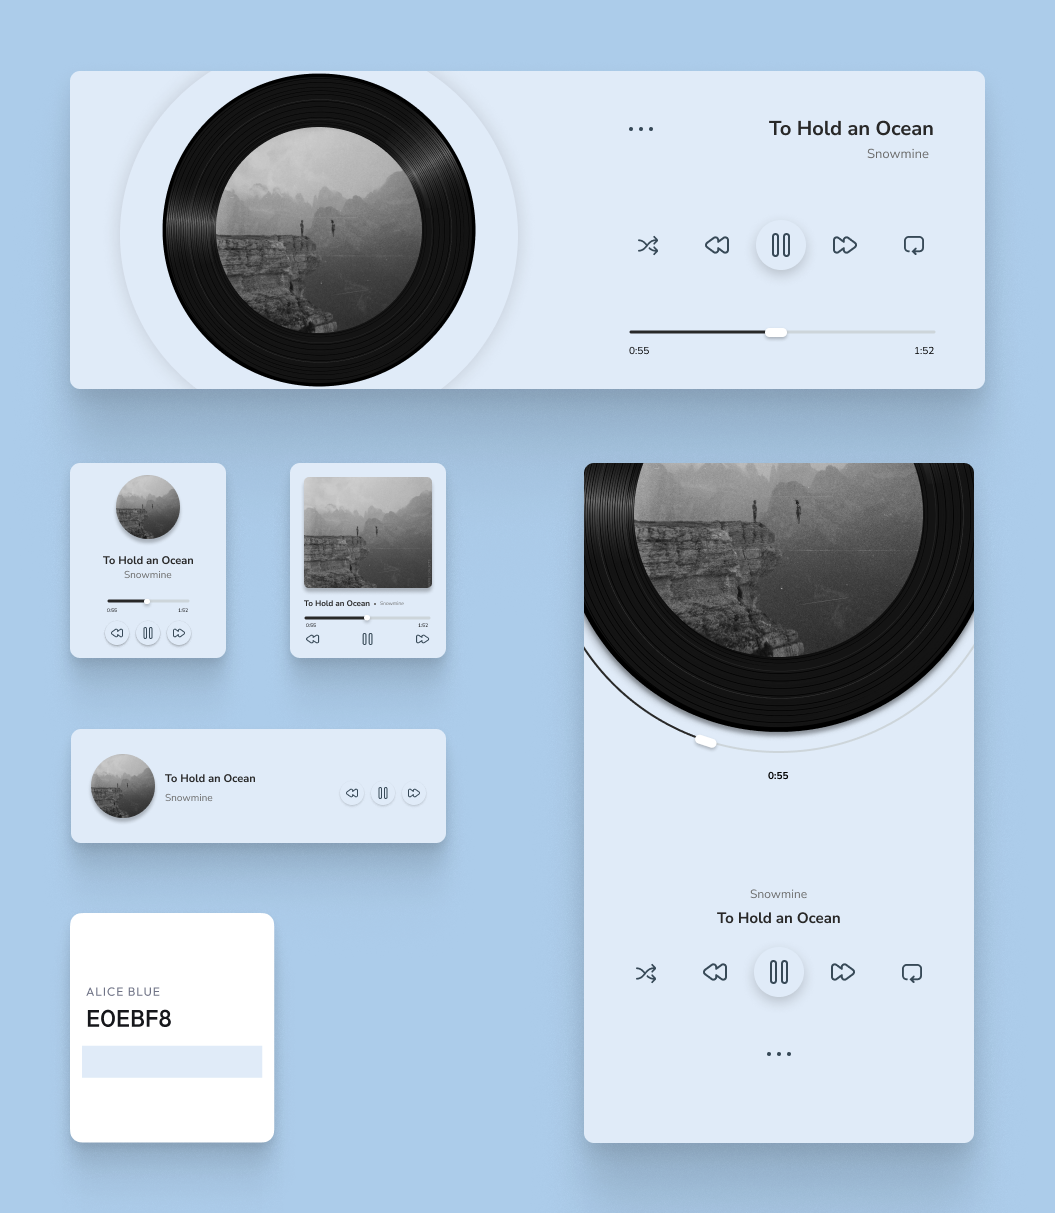 To Hold an Ocean
Snowmine
0:55 1:52
To Hold an Ocean
Snowmine
0:55 1:52
To Hold an Ocean • Snowmine
0:55 1:52
0:55
To Hold an Ocean
Snowmine
Snowmine
To Hold an Ocean
ALICE BLUE
E0EBF8